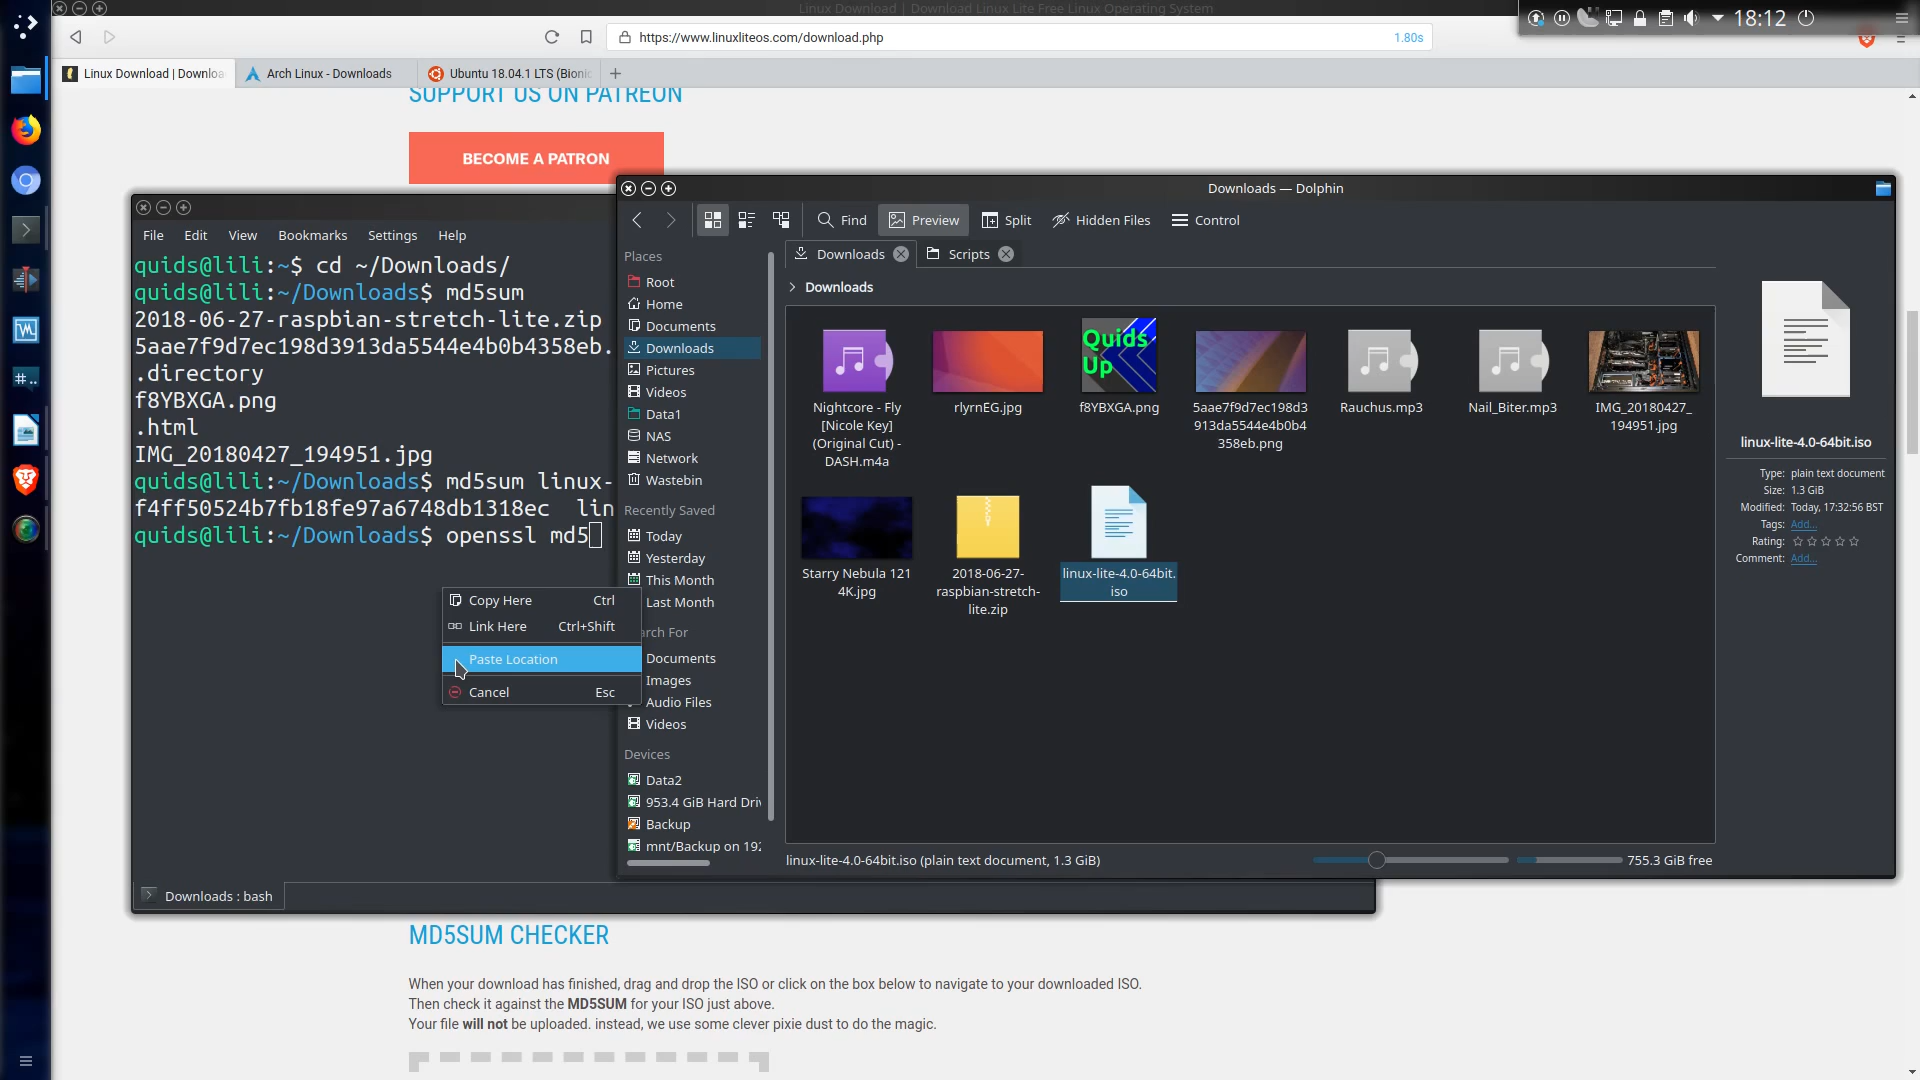 Linux Download | Download Linux Lite Free Linux Operating System
18:12
https://www.linuxliteos.com/download.php
1.80s
Linux Download | Downloa
Arch Linux - Downloads
Ubuntu 18.04.1 LTS (Bionic
SUPPORT US ON PATREON
BECOME A PATRON
File Edit View Bookmarks Settings Help
quids@lili:~$ cd ~/Downloads/
quids@lili:~/Downloads$ md5sum
2018-06-27-raspbian-stretch-lite.zip
5aae7f9d7ec198d3913da5544e4b0b4358eb.
.directory
f8YBXGA.png
.html
IMG_20180427_194951.jpg
quids@lili:~/Downloads$ md5sum linux-
f4ff50524b7fb18fe97a6748db1318ec lin
quids@lili:~/Downloads$ openssl md5
Copy Here Ctrl
Link Here Ctrl+Shift
Paste Location
Cancel Esc
Downloads : bash
Downloads — Dolphin
Find Preview Split Hidden Files Control
Places
Root
Home
Documents
Downloads
Pictures
Videos
Data1
NAS
Network
Wastebin
Recently Saved
Today
Yesterday
This Month
Last Month
arch For
Documents
Images
Audio Files
Videos
Devices
Data2
953.4 GiB Hard Driv
Backup
mnt/Backup on 192
Downloads Scripts
Downloads
Quids
Up
Nightcore - Fly
[Nicole Key]
(Original Cut) -
DASH.m4a
rlyrnEG.jpg
f8YBXGA.png
5aae7f9d7ec198d3
913da5544e4b0b4
358eb.png
Rauchus.mp3
Nail_Biter.mp3
IMG_20180427_
194951.jpg
Starry Nebula 121
4K.jpg
2018-06-27-
raspbian-stretch-
lite.zip
linux-lite-4.0-64bit.
iso
linux-lite-4.0-64bit.iso (plain text document, 1.3 GiB)
755.3 GiB free
linux-lite-4.0-64bit.iso
Type: plain text document
Size: 1.3 GiB
Modified: Today, 17:32:56 BST
Tags: Add...
Rating:
Comment: Add...
MD5SUM CHECKER
When your download has finished, drag and drop the ISO or click on the box below to navigate to your downloaded ISO.
Then check it against the MD5SUM for your ISO just above.
Your file will not be uploaded. instead, we use some clever pixie dust to do the magic.